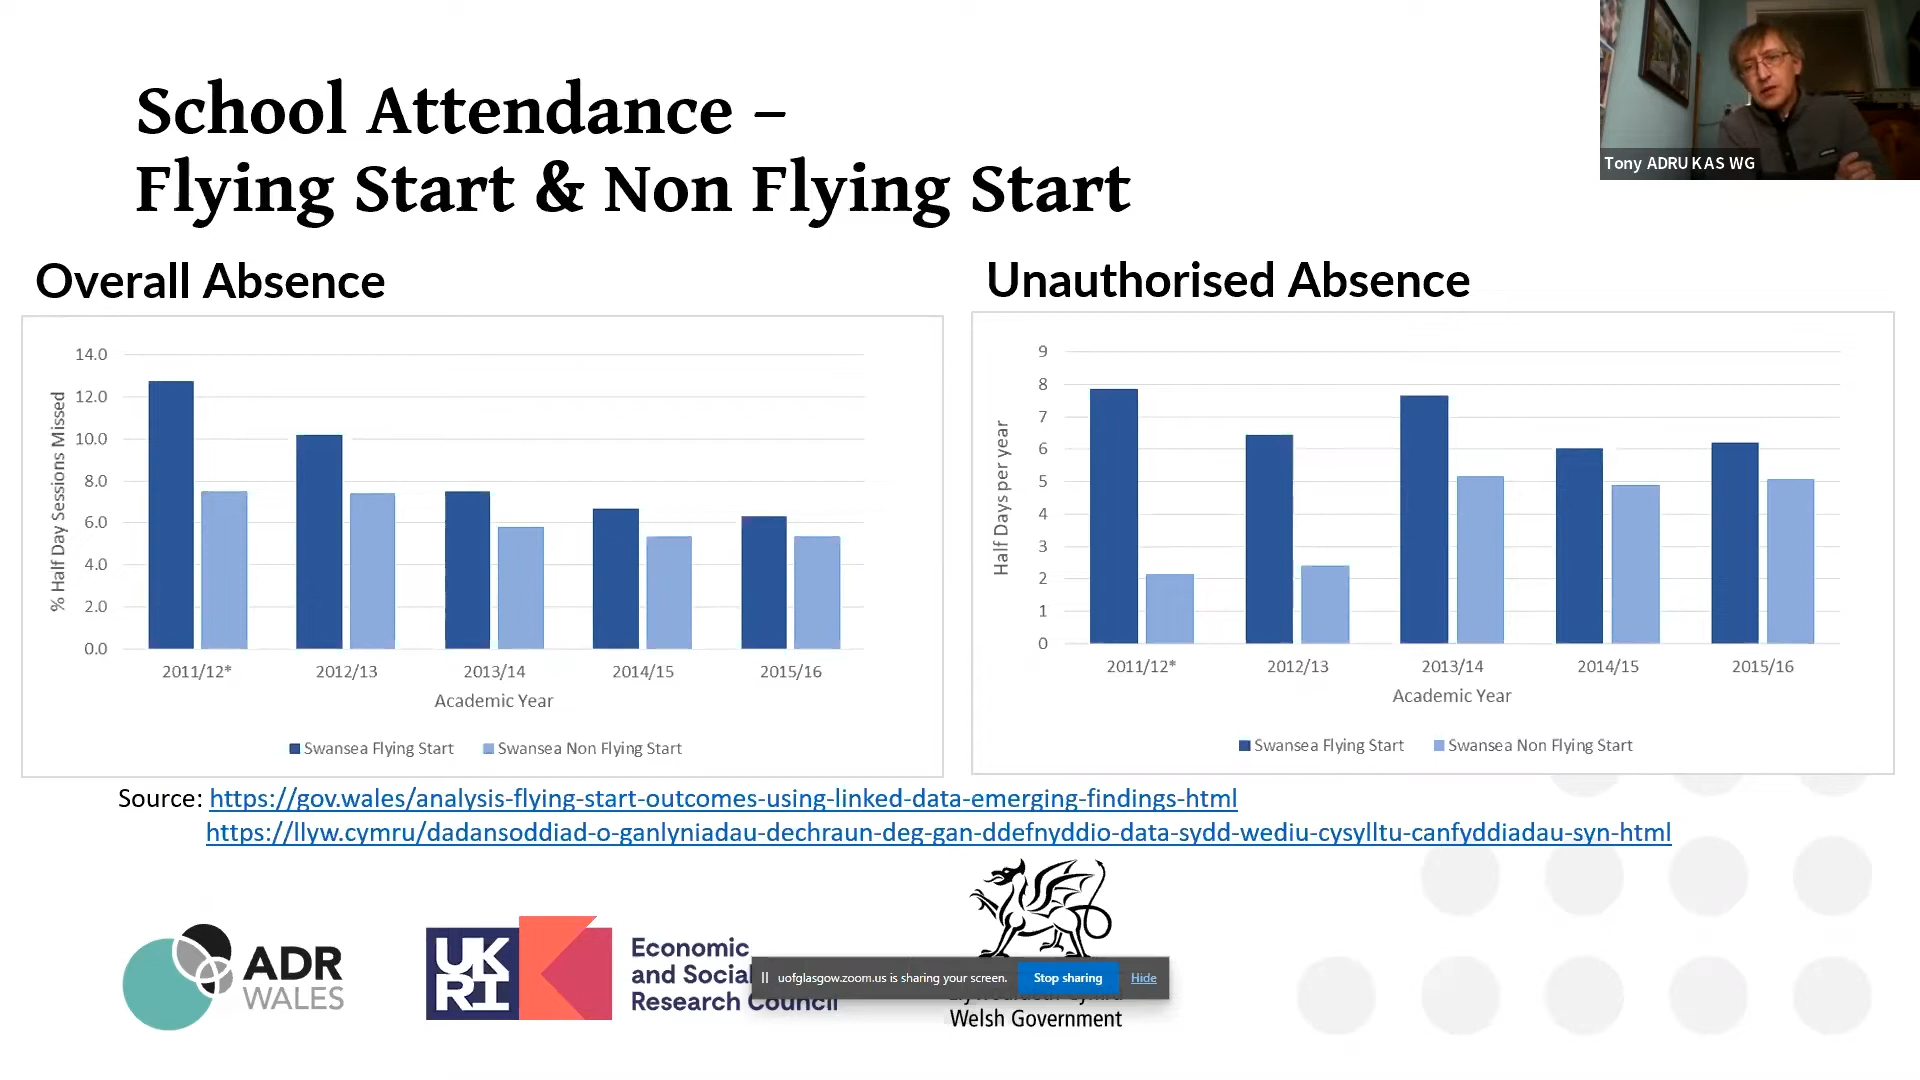 School Attendance –
Flying Start & Non Flying Start
Tony ADRU KAS WG
Overall Absence
% Half Day Sessions Missed
14.0
12.0
10.0
8.0
6.0
4.0
2.0
0.0
2011/12* 2012/13 2013/14 2014/15 2015/16
Academic Year
Swansea Flying Start Swansea Non Flying Start
Unauthorised Absence
Half Days per year
9
8
7
6
5
4
3
2
1
0
2011/12* 2012/13 2013/14 2014/15 2015/16
Academic Year
Swansea Flying Start Swansea Non Flying Start
Source: https://gov.wales/analysis-flying-start-outcomes-using-linked-data-emerging-findings-html
https://llyw.cymru/dadansoddiad-o-ganlyniadau-dechraun-deg-gan-ddefnyddio-data-sydd-wediu-cysylltu-canfyddiadau-syn-html
ADR
WALES
UK
RI
Economic
and Social
Research Council
uofglasgow.zoom.us is sharing your screen. Stop sharing Hide
Welsh Government